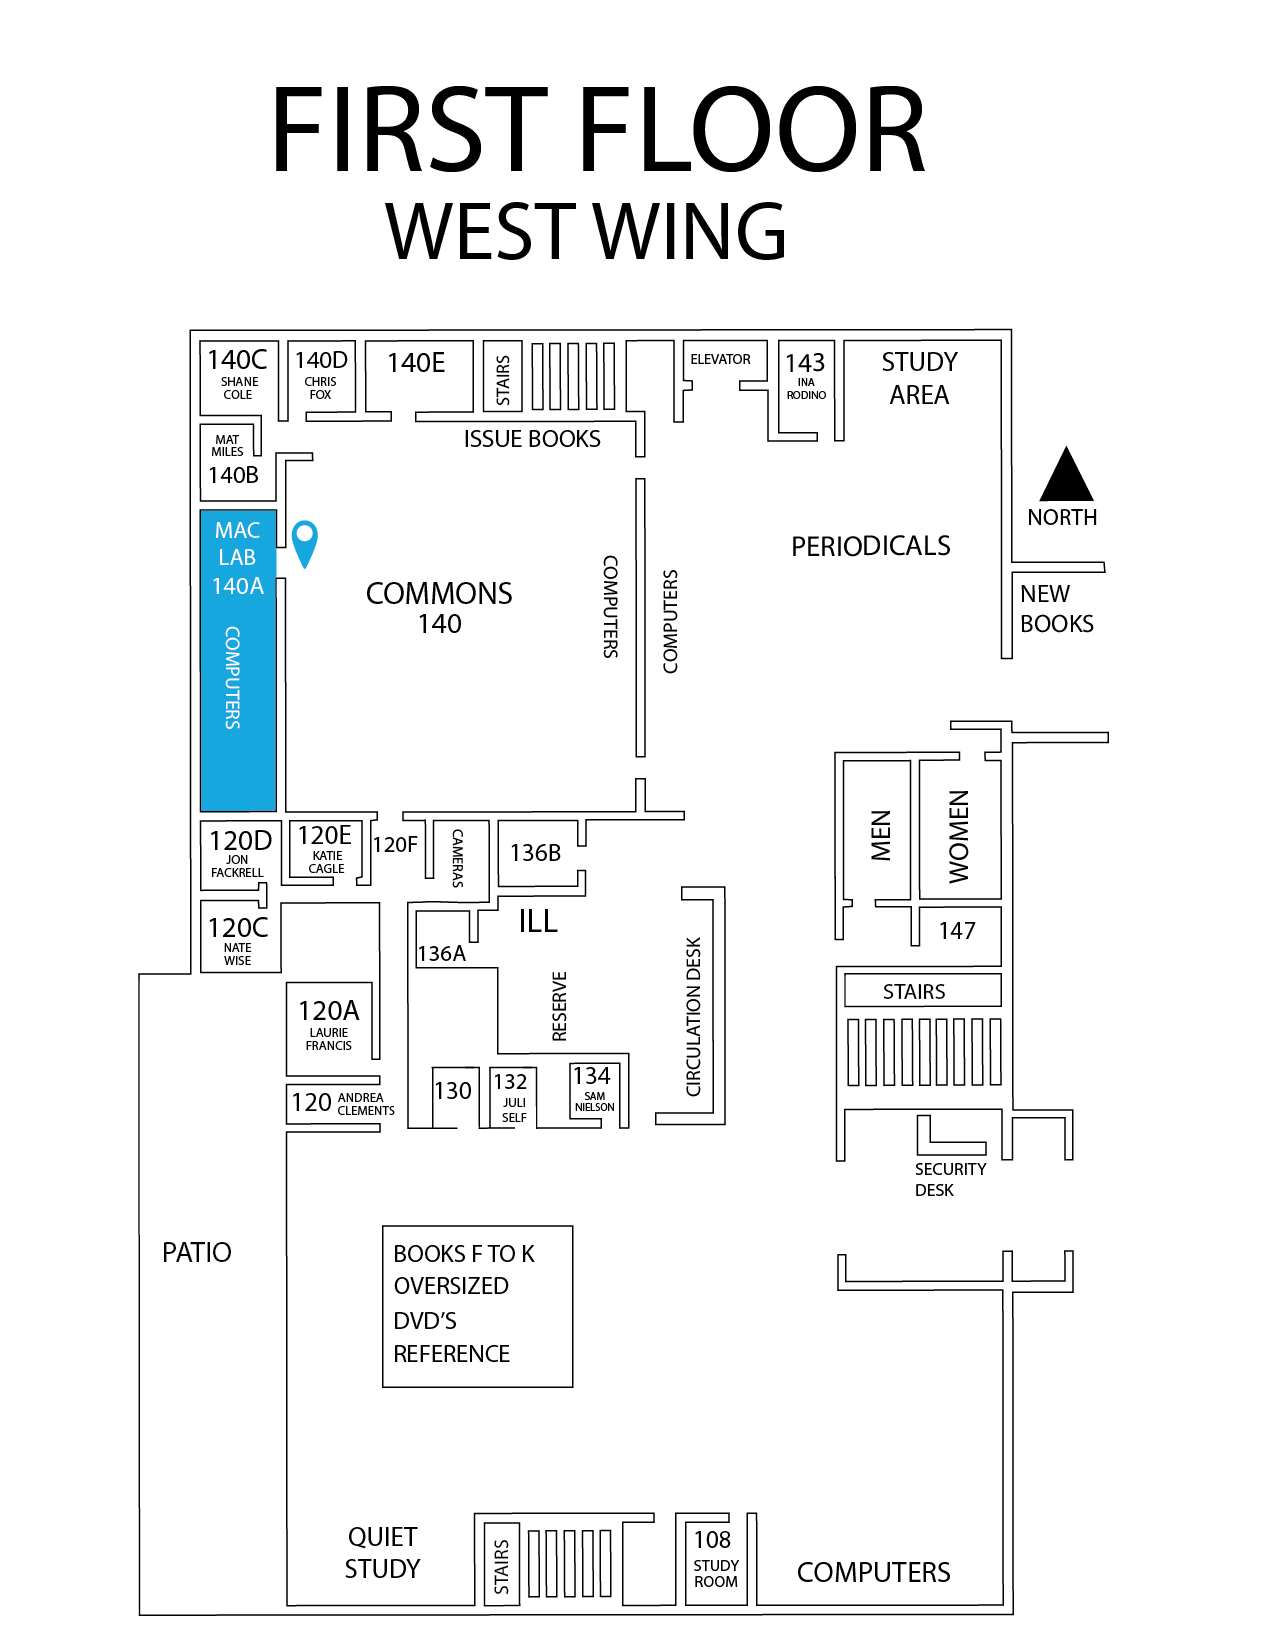 FIRST FLOOR
WEST WING
140C
SHANE
COLE
140D
CHRIS
FOX
140E
STAIRS
ELEVATOR
143
INA
RODINO
STUDY
AREA
ISSUE BOOKS
MAT
MILES
140B
NORTH
MAC
LAB
140A
COMPUTERS
COMMONS
140
COMPUTERS
COMPUTERS
PERIODICALS
NEW
BOOKS
120D
JON
FACKRELL
120E
KATIE
CAGLE
120F
CAMERAS
136B
MEN
WOMEN
120C
NATE
WISE
136A
ILL
RESERVE
CIRCULATION DESK
147
STAIRS
120A
LAURIE
FRANCIS
120
ANDREA
CLEMENTS
130
132
JULI
SELF
134
SAM
NIELSON
SECURITY
DESK
PATIO
BOOKS F TO K
OVERSIZED
DVD'S
REFERENCE
QUIET
STUDY
STAIRS
108
STUDY
ROOM
COMPUTERS